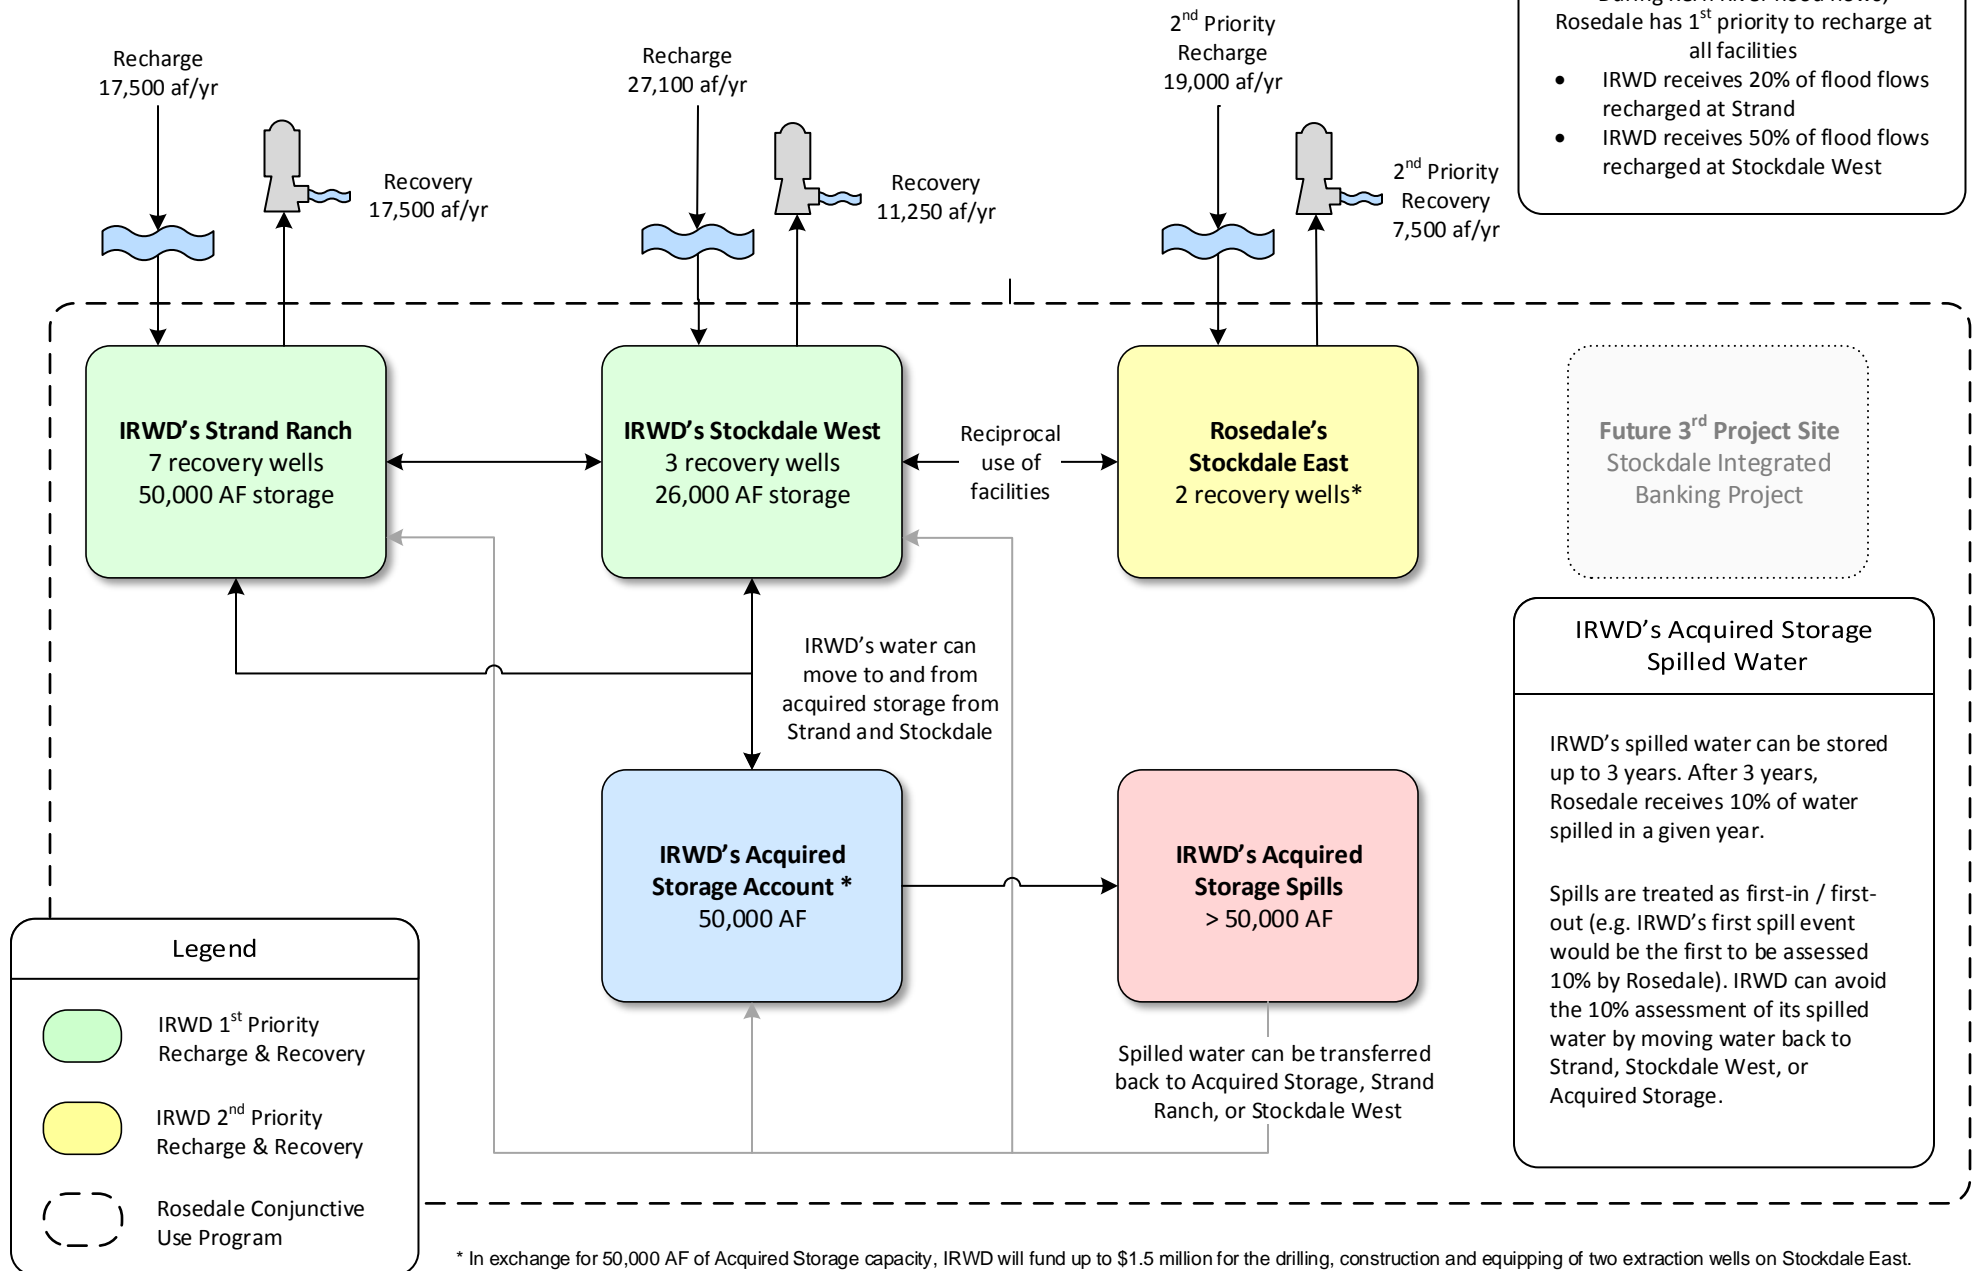 Rosedale has 1st priority to recharge at
all facilities
• IRWD receives 20% of flood flows
recharged at Strand
• IRWD receives 50% of flood flows
recharged at Stockdale West
Recharge
17,500 af/yr
Recovery
17,500 af/yr
Recharge
27,100 af/yr
Recovery
11,250 af/yr
2nd Priority
Recharge
19,000 af/yr
2nd Priority
Recovery
7,500 af/yr
IRWD’s Strand Ranch
7 recovery wells
50,000 AF storage
IRWD’s Stockdale West
3 recovery wells
26,000 AF storage
Reciprocal
use of
facilities
Rosedale’s
Stockdale East
2 recovery wells*
Future 3rd Project Site
Stockdale Integrated
Banking Project
IRWD’s water can
move to and from
acquired storage from
Strand and Stockdale
IRWD’s Acquired
Storage Account *
50,000 AF
IRWD’s Acquired
Storage Spills
> 50,000 AF
Spilled water can be transferred
back to Acquired Storage, Strand
Ranch, or Stockdale West
IRWD’s Acquired Storage
Spilled Water
IRWD’s spilled water can be stored
up to 3 years. After 3 years,
Rosedale receives 10% of water
spilled in a given year.
Spills are treated as first-in / first-
out (e.g. IRWD’s first spill event
would be the first to be assessed
10% by Rosedale). IRWD can avoid
the 10% assessment of its spilled
water by moving water back to
Strand, Stockdale West, or
Acquired Storage.
Legend
IRWD 1st Priority
Recharge & Recovery
IRWD 2nd Priority
Recharge & Recovery
Rosedale Conjunctive
Use Program
* In exchange for 50,000 AF of Acquired Storage capacity, IRWD will fund up to $1.5 million for the drilling, construction and equipping of two extraction wells on Stockdale East.